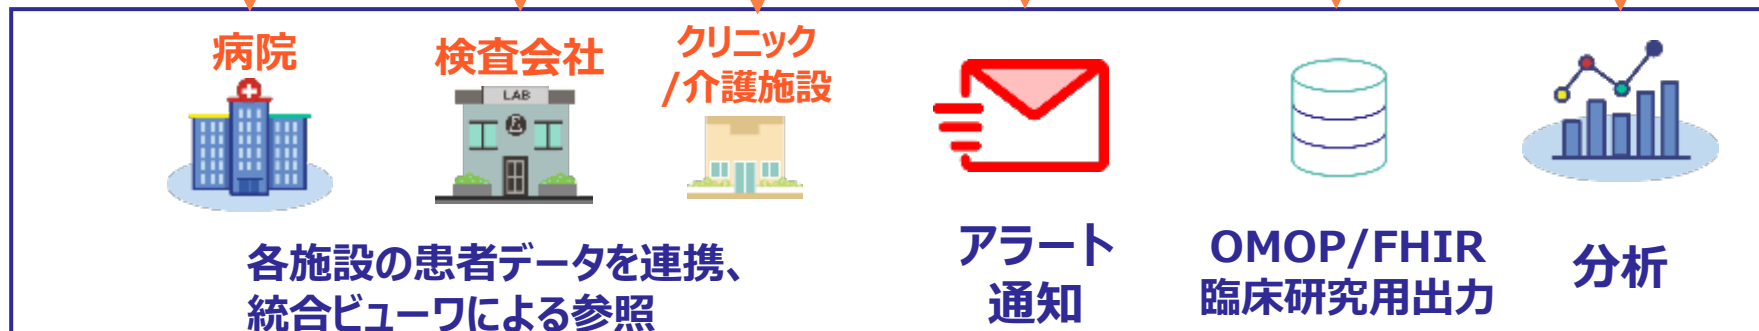 病院
検査会社
クリニック
/介護施設
LAB
各施設の患者データを連携、
統合ビューワによる参照
アラート
通知
OMOP/FHIR
臨床研究用出力
分析